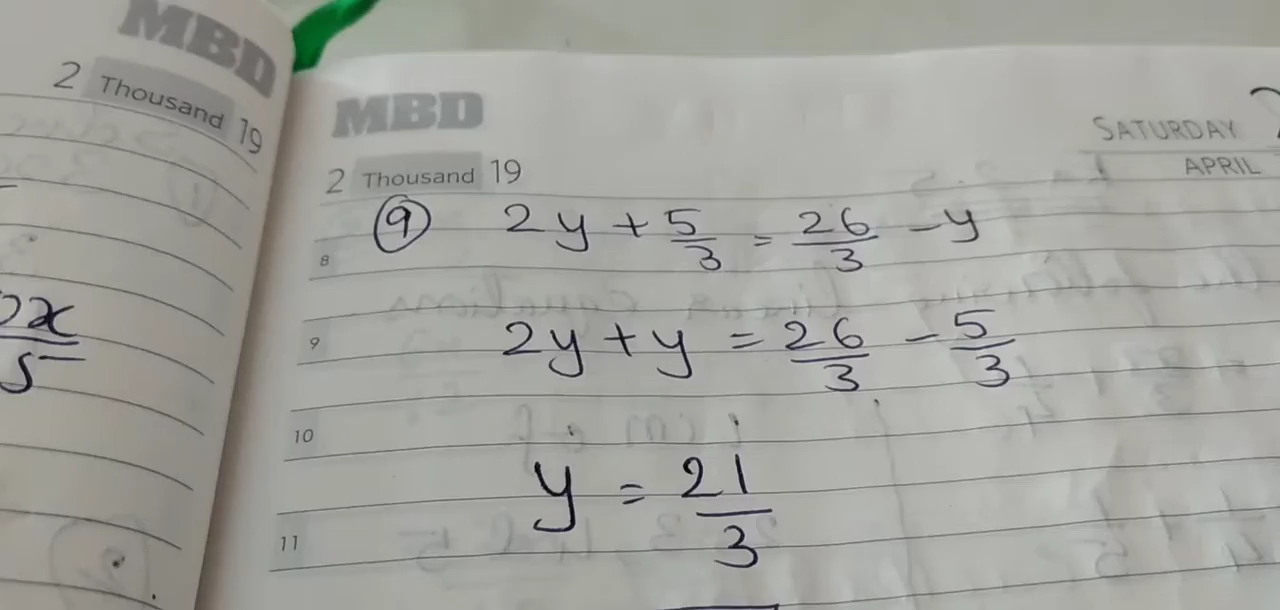 MBD
2 Thousand 19
x
5
MBD
2 Thousand 19
SATURDAY
APRIL
9 2y + 5/3 = 26/3 - y
8
9 2y + y = 26/3 - 5/3
10
y = 21/3
11